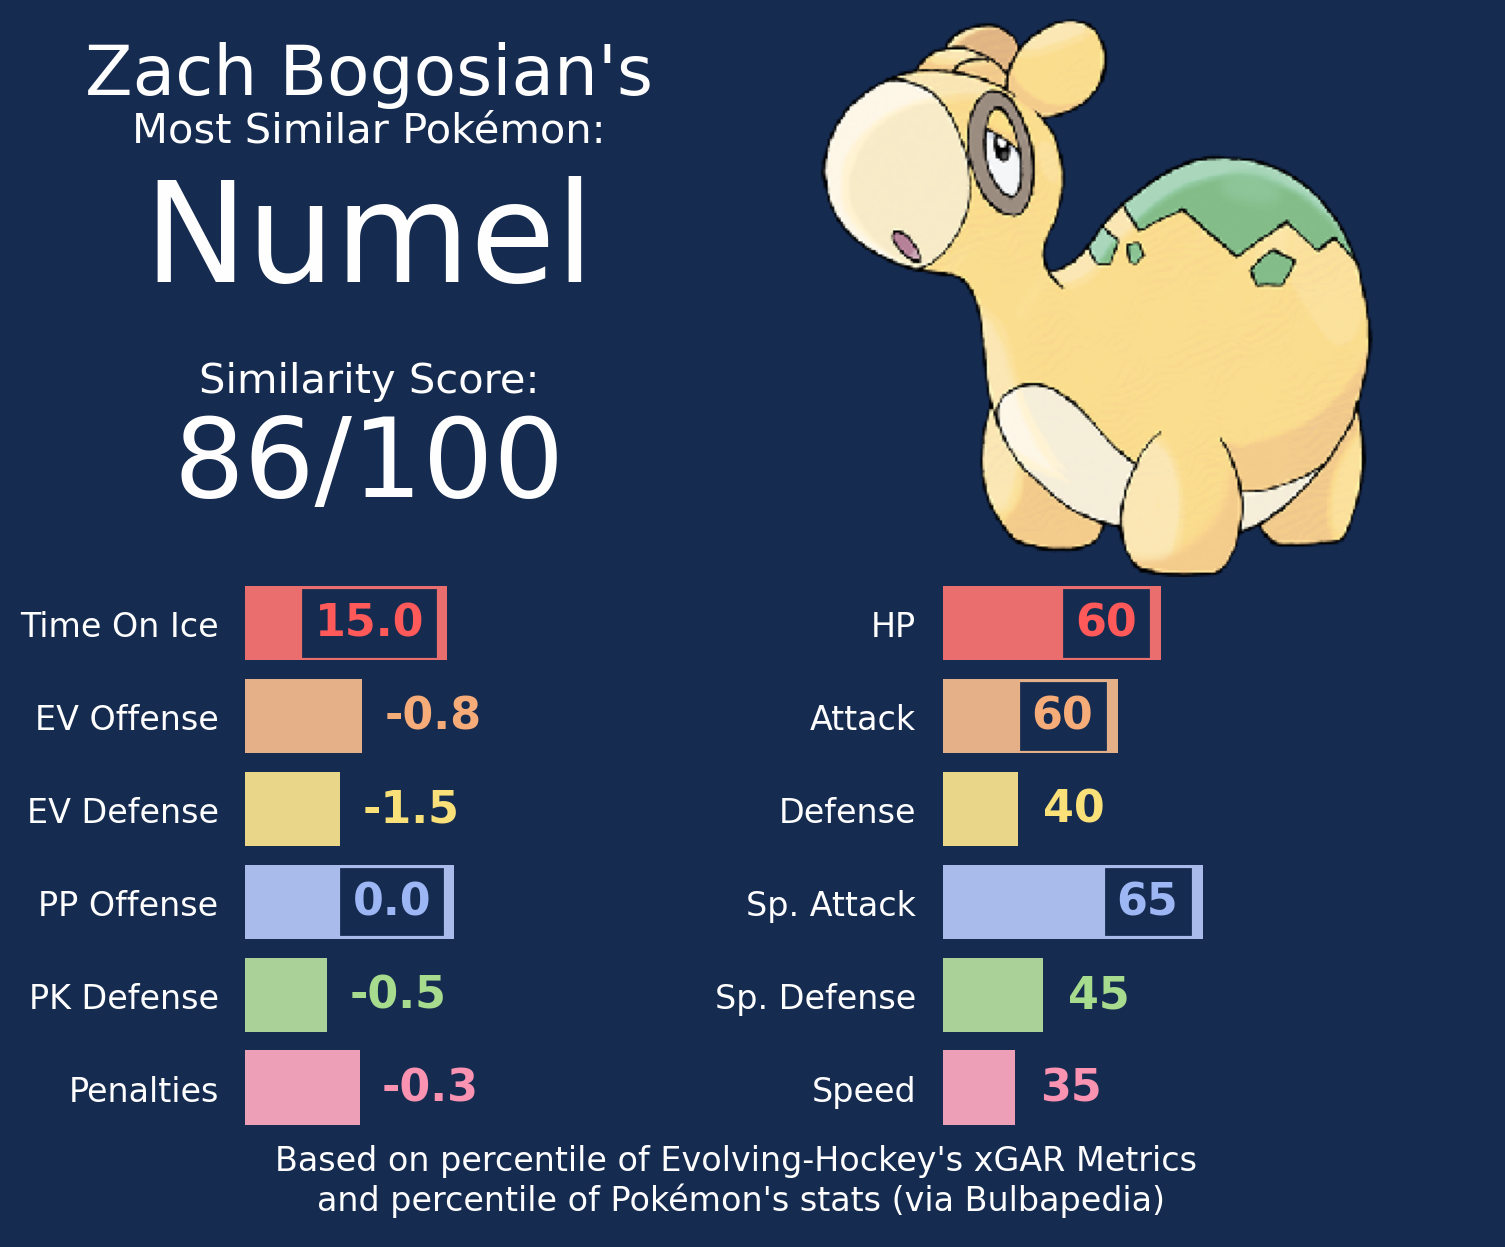 Zach Bogosian's
Most Similar Pokémon:
Numel
Similarity Score:
86/100
Time On Ice 15.0
EV Offense -0.8
EV Defense -1.5
PP Offense 0.0
PK Defense -0.5
Penalties -0.3
HP 60
Attack 60
Defense 40
Sp. Attack 65
Sp. Defense 45
Speed 35
Based on percentile of Evolving-Hockey's xGAR Metrics
and percentile of Pokémon's stats (via Bulbapedia)